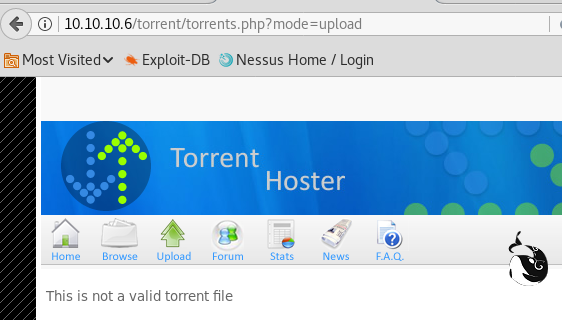 10.10.10.6/torrent/torrents.php?mode=upload
Most Visited Exploit-DB Nessus Home / Login
Torrent
Hoster
Home Browse Upload Forum Stats News F.A.Q.
This is not a valid torrent file